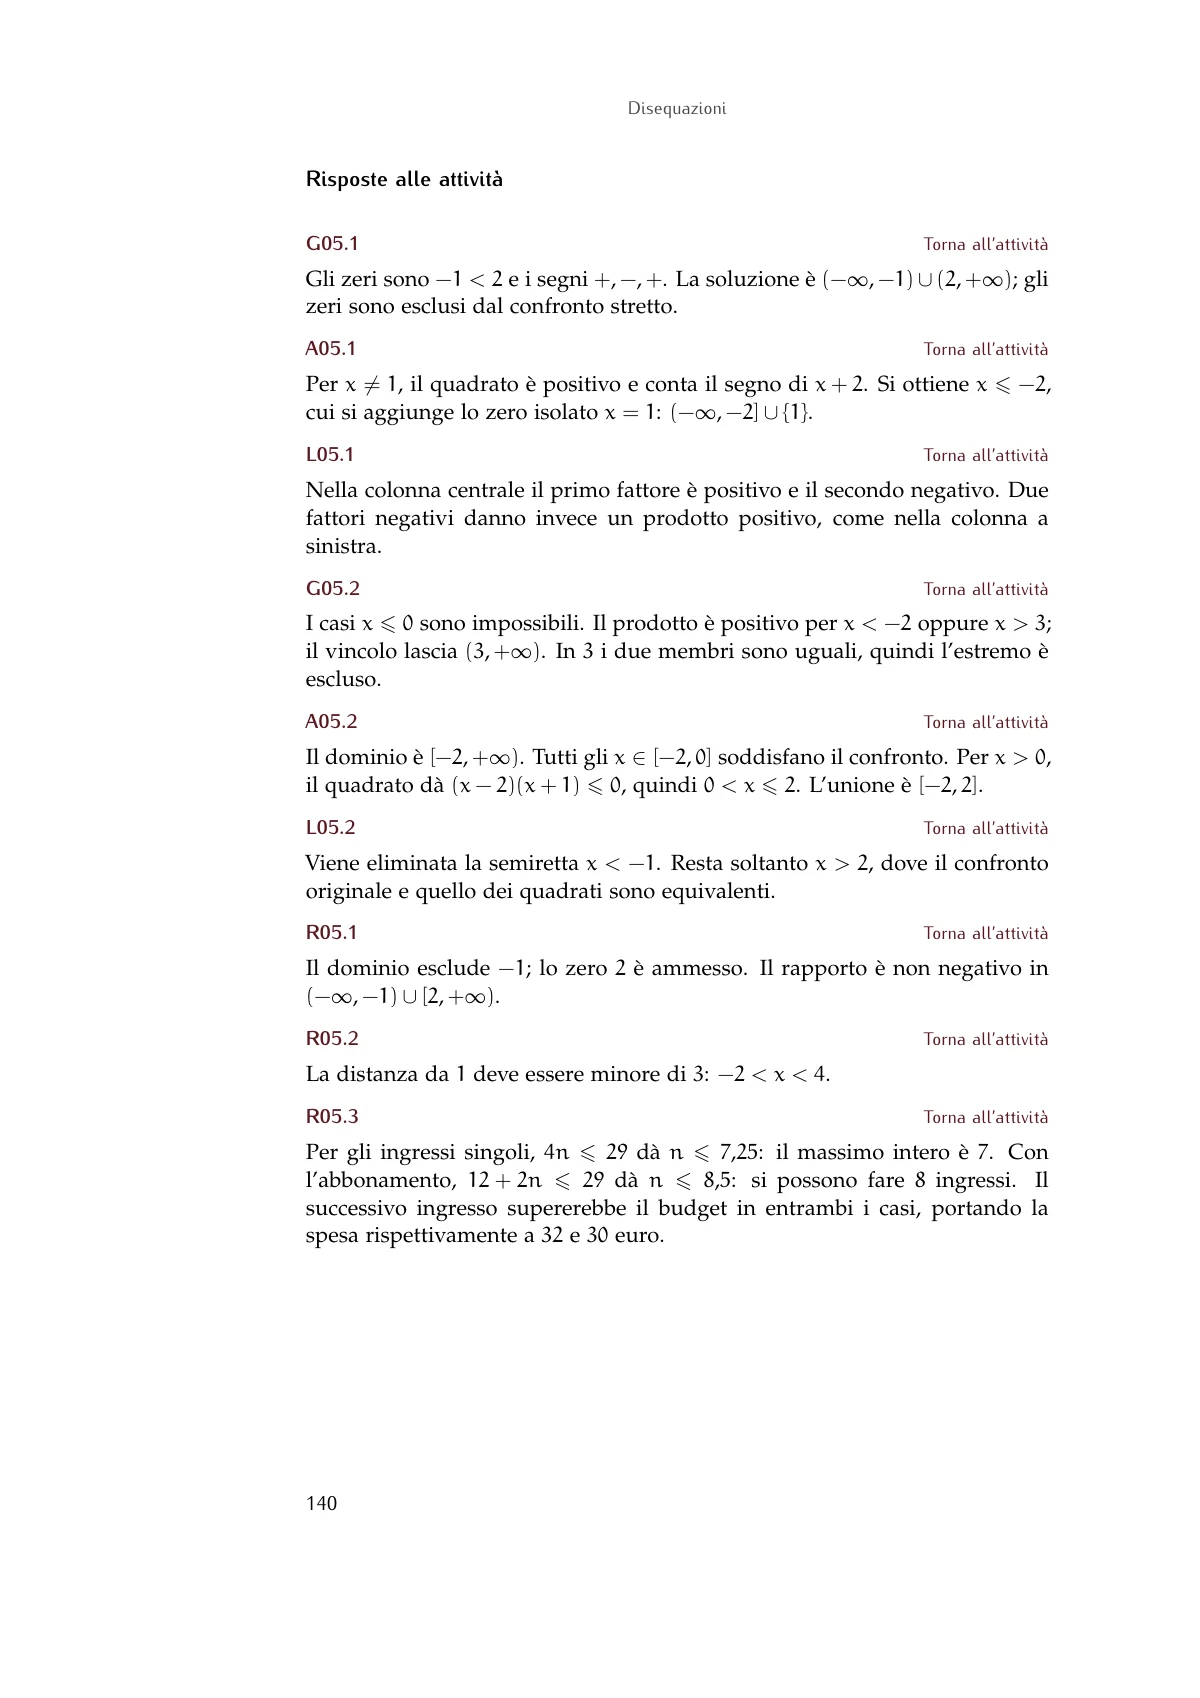 Disequazioni
Risposte alle attività
G05.1 Torna all'attività
Gli zeri sono −1 < 2 e i segni +, −, +. La soluzione è (−∞, −1) ∪ (2, +∞); gli
zeri sono esclusi dal confronto stretto.
A05.1 Torna all'attività
Per x ≠ 1, il quadrato è positivo e conta il segno di x + 2. Si ottiene x ⩽ −2,
cui si aggiunge lo zero isolato x = 1: (−∞, −2] ∪ {1}.
L05.1 Torna all'attività
Nella colonna centrale il primo fattore è positivo e il secondo negativo. Due
fattori negativi danno invece un prodotto positivo, come nella colonna a
sinistra.
G05.2 Torna all'attività
I casi x ⩽ 0 sono impossibili. Il prodotto è positivo per x < −2 oppure x > 3;
il vincolo lascia (3, +∞). In 3 i due membri sono uguali, quindi l'estremo è
escluso.
A05.2 Torna all'attività
Il dominio è [−2, +∞). Tutti gli x ∈ [−2, 0] soddisfano il confronto. Per x > 0,
il quadrato dà (x − 2)(x + 1) ⩽ 0, quindi 0 < x ⩽ 2. L'unione è [−2, 2].
L05.2 Torna all'attività
Viene eliminata la semiretta x < −1. Resta soltanto x > 2, dove il confronto
originale e quello dei quadrati sono equivalenti.
R05.1 Torna all'attività
Il dominio esclude −1; lo zero 2 è ammesso. Il rapporto è non negativo in
(−∞, −1) ∪ [2, +∞).
R05.2 Torna all'attività
La distanza da 1 deve essere minore di 3: −2 < x < 4.
R05.3 Torna all'attività
Per gli ingressi singoli, 4n ⩽ 29 dà n ⩽ 7,25: il massimo intero è 7. Con
l'abbonamento, 12 + 2n ⩽ 29 dà n ⩽ 8,5: si possono fare 8 ingressi. Il
successivo ingresso supererebbe il budget in entrambi i casi, portando la
spesa rispettivamente a 32 e 30 euro.
140